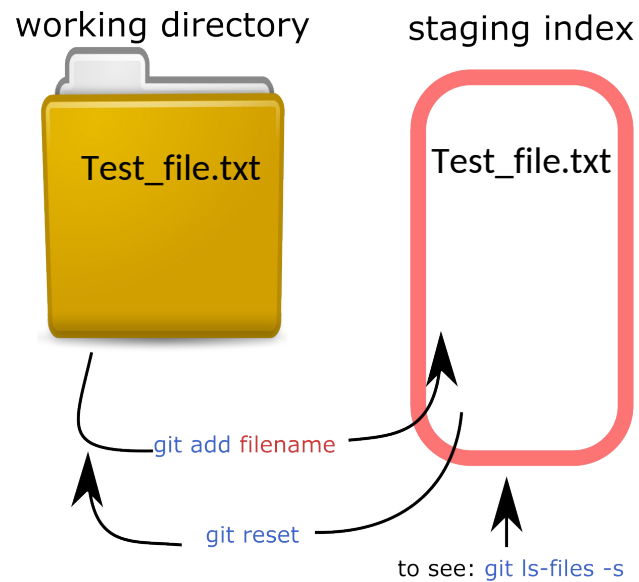 working directory
staging index
Test_file.txt
Test_file.txt
git add filename
git reset
to see: git ls-files -s